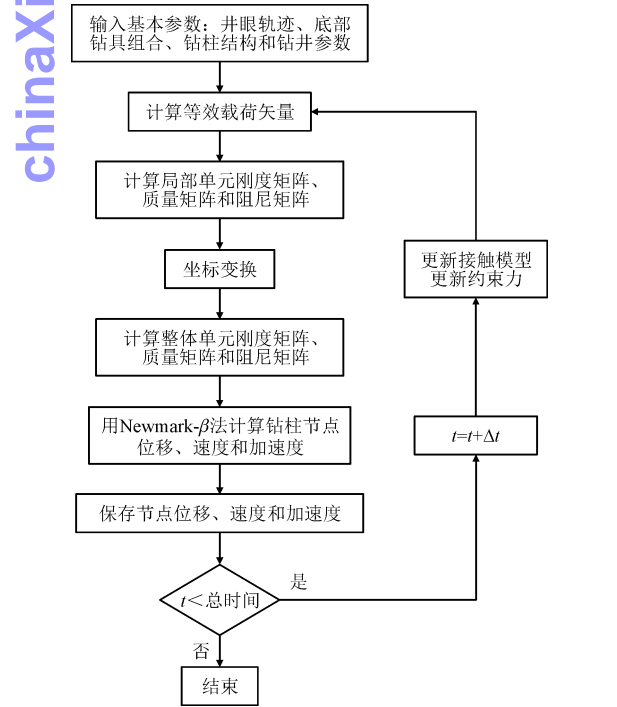 chinaXi
输入基本参数：井眼轨迹、底部
钻具组合、钻柱结构和钻井参数
计算等效载荷矢量
计算局部单元刚度矩阵、
质量矩阵和阻尼矩阵
坐标变换
计算整体单元刚度矩阵、
质量矩阵和阻尼矩阵
用Newmark-β法计算钻柱节点
位移、速度和加速度
保存节点位移、速度和加速度
t＜总时间
是
否
结束
t=t+Δt
更新接触模型
更新约束力